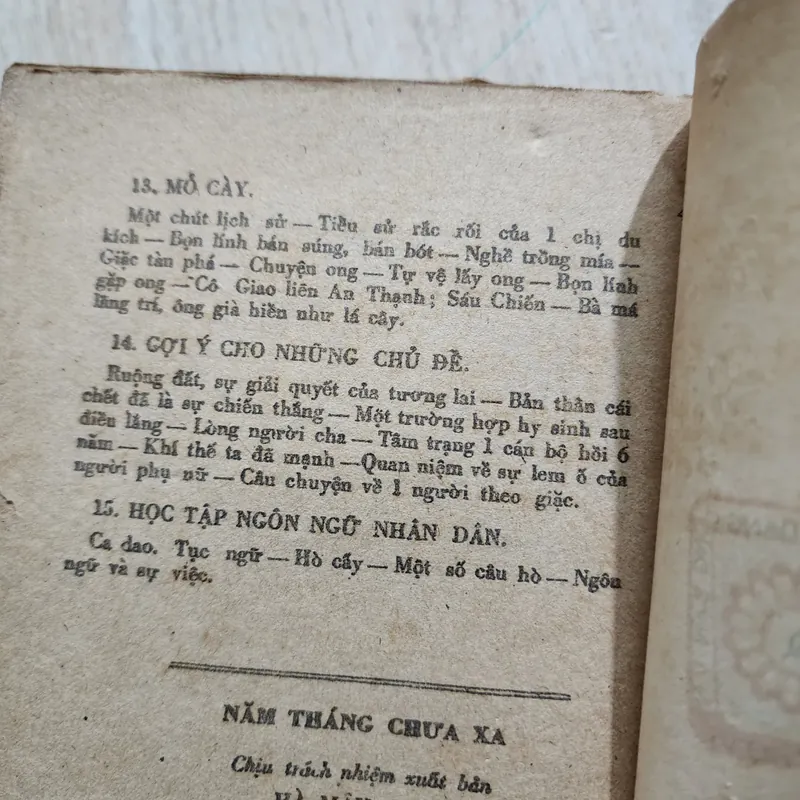 13. MỎ CÀY.
Một chút lịch sử — Tiều sử rắc rối của 1 chị du
kích — Bọn lính bán súng, bán bót — Nghề trồng mía —
Giặc tàn phá — Chuyện ong — Tự vệ lấy ong — Bọn lính
gặp ong — Cô Giao liên An Thạnh; Sáu Chiến — Bà má
lãng trí, ông già hiền như lá cây.
14. GỢI Ý CHO NHỮNG CHỦ ĐỀ.
Ruộng đất, sự giải quyết của tương lai — Bản thân cái
chết đã là sự chiến thắng — Một trường hợp hy sinh sau
điều lắng — Lòng người cha — Tâm trạng 1 cán bộ hồi 6
năm — Khí thế ta đã mạnh — Quan niệm về sự lem ố của
người phụ nữ — Câu chuyện về 1 người theo giặc.
15. HỌC TẬP NGÔN NGỮ NHÂN DÂN.
Ca dao. Tục ngữ — Hò cấy — Một số câu hò — Ngôn
ngữ và sự việc.
NĂM THÁNG CHƯA XA
Chịu trách nhiệm xuất bản